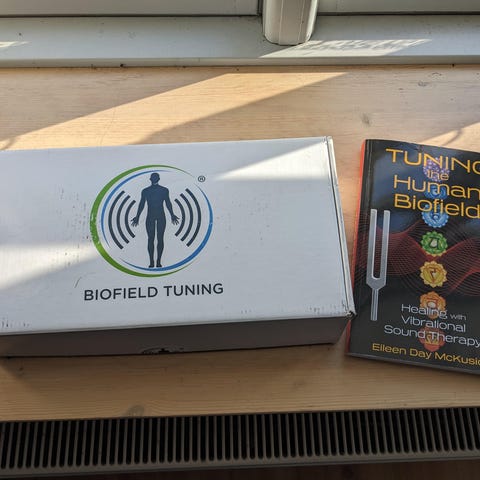 ®
BIOFIELD TUNING
TUNING
the
Human
Biofield
Healing with
Vibrational
Sound Therapy
Eileen Day McKusick